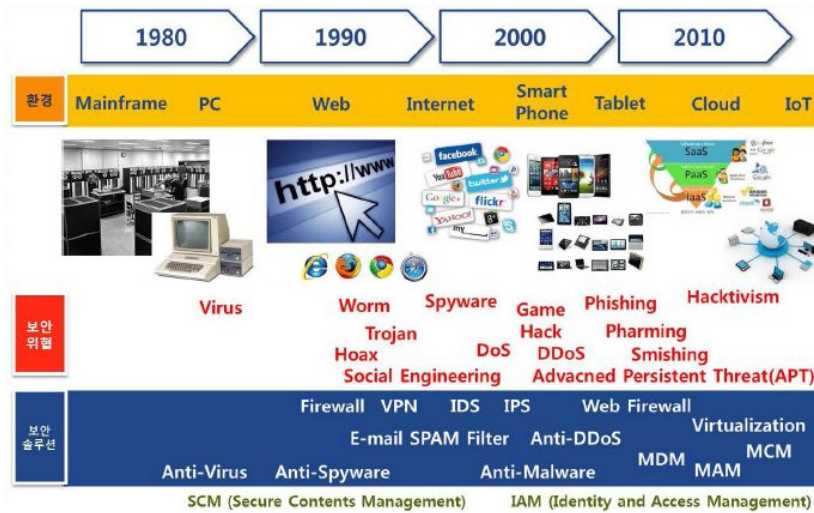 1980 1990 2000 2010
환경 Mainframe PC Web Internet Smart Phone Tablet Cloud IoT
http://www
facebook
YouTube
twitter
Google+
flickr
YAHOO!
my
SaaS
PaaS
IaaS
보안
위협
Virus Worm Spyware Game Phishing Hacktivism
Trojan Hack Pharming
Hoax DoS DDoS Smishing
Social Engineering Advacned Persistent Threat(APT)
보안
솔루션
Firewall VPN IDS IPS Web Firewall
Virtualization
E-mail SPAM Filter Anti-DDoS
MDM MCM
Anti-Virus Anti-Spyware Anti-Malware MAM
SCM (Secure Contents Management) IAM (Identity and Access Management)